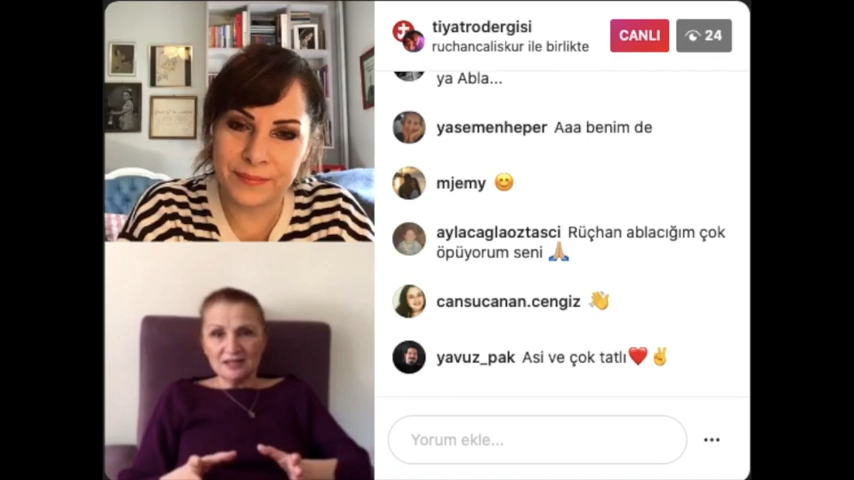 tiyatrodergisi
ruchancaliskur ile birlikte
CANLI
24
ya Abla...
yasemenheper Aaa benim de
mjemy 😊
aylacaglaoztasci Rüçhan ablacığım çok
öpüyorum seni 🙏🏼
cansucanan.cengiz 👋
yavuz_pak Asi ve çok tatlı❤️✌️
Yorum ekle...